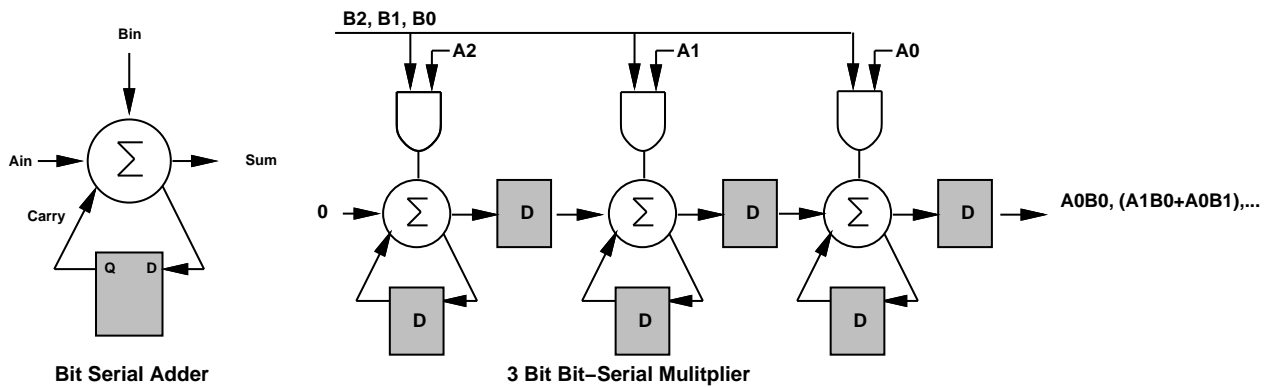 Bin
Ain
Σ
Sum
Carry
Q D
Bit Serial Adder
B2, B1, B0
A2
A1
A0
0
Σ
D
Σ
D
Σ
D
A0B0, (A1B0+A0B1),...
D
D
D
3 Bit Bit–Serial Mulitplier